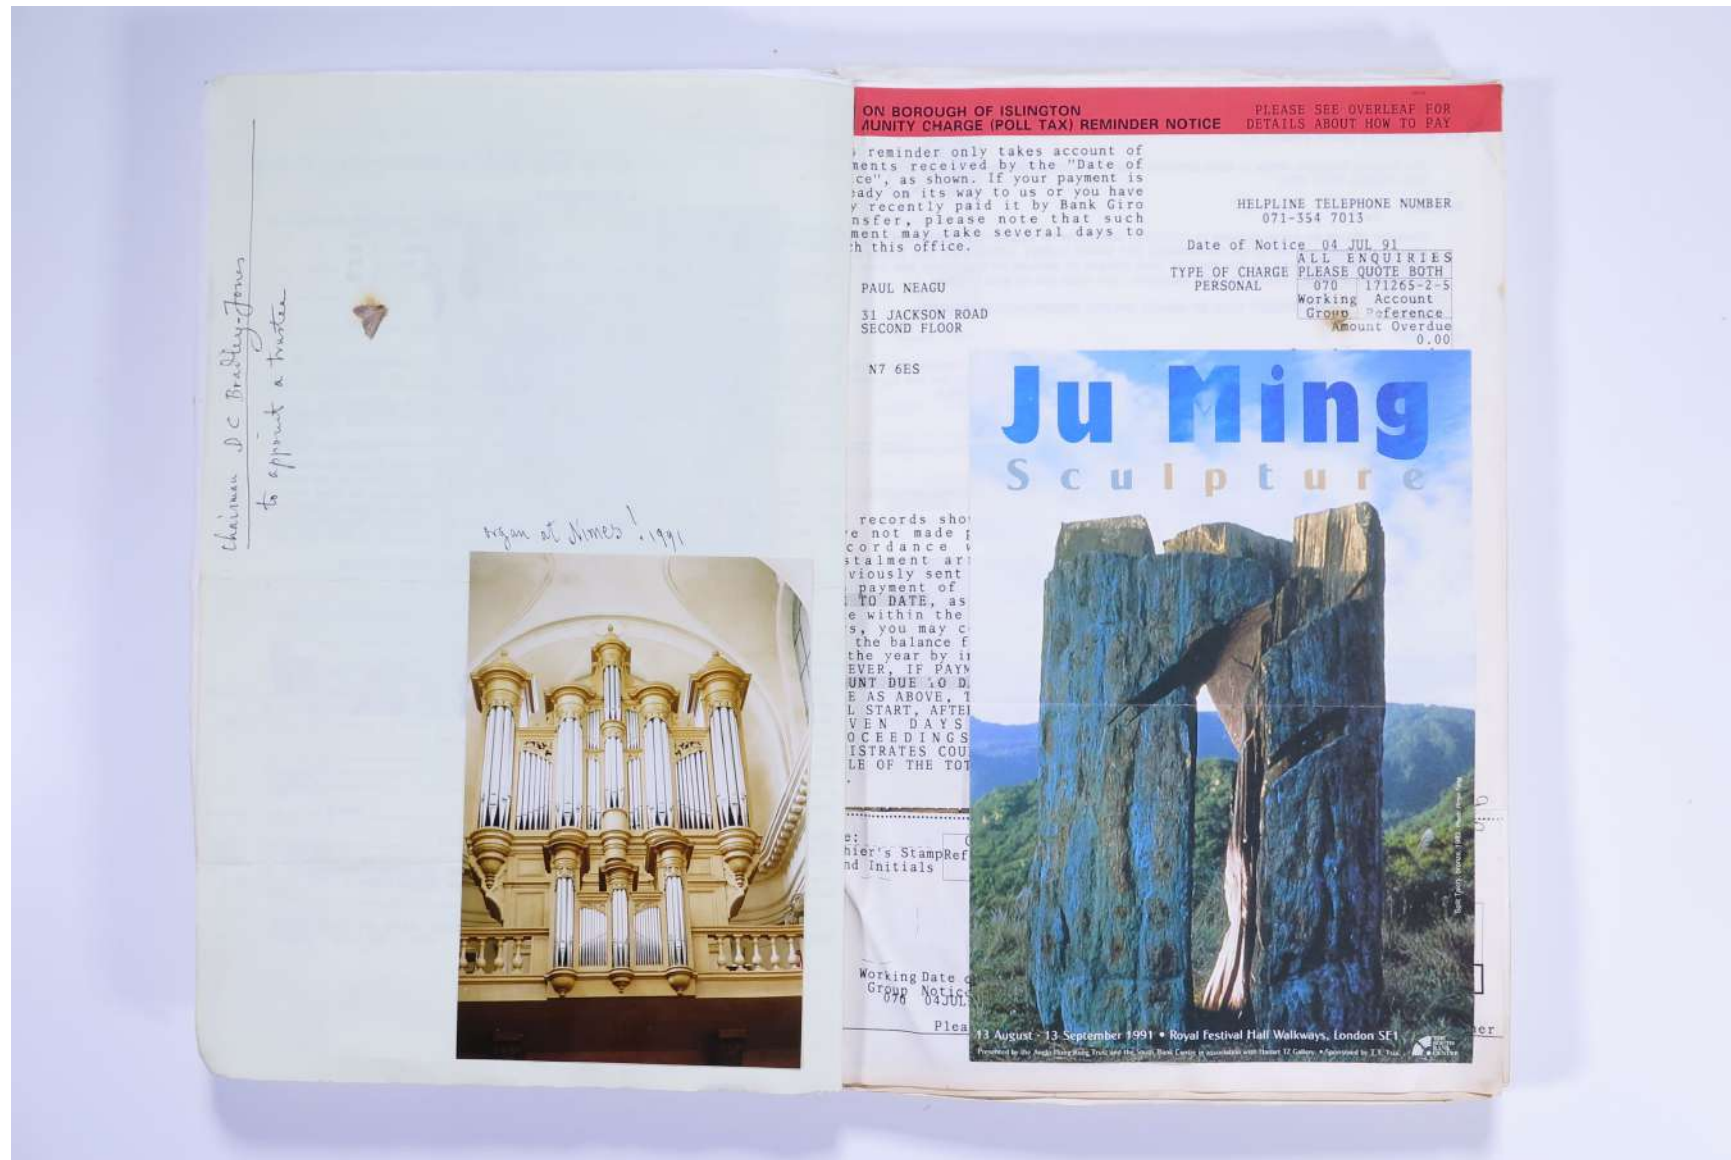 Chairman D C Bradley-Jones
to appoint a trustee
organ at Nimes! 1991
ON BOROUGH OF ISLINGTON
MUNITY CHARGE (POLL TAX) REMINDER NOTICE
PLEASE SEE OVERLEAF FOR
DETAILS ABOUT HOW TO PAY
reminder only takes account of
ments received by the "Date of
ce", as shown. If your payment is
eady on its way to us or you have
y recently paid it by Bank Giro
nsfer, please note that such
ment may take several days to
ch this office.
HELPLINE TELEPHONE NUMBER
071-354 7013
Date of Notice 04 JUL 91
ALL ENQUIRIES
TYPE OF CHARGE PLEASE QUOTE BOTH
PERSONAL 070 171265-2-5
Working Account
Group Reference
Amount Overdue
0.00
PAUL NEAGU
31 JACKSON ROAD
SECOND FLOOR
N7 6ES
Ju Ming
Sculpture
records sho
e not made
cordance
stalment ar
viously sent
payment of
TO DATE, as
e within the
s, you may c
the balance f
the year by in
EVER, IF PAYM
UNT DUE TO D
E AS ABOVE, T
L START, AFTE
VEN DAYS
OCEEDINGS
ISTRATES COU
LE OF THE TOT
e:
hier's Stamp Ref
nd Initials
Working Date
Group Notic
070 04JUL
Plea
13 August - 13 September 1991 • Royal Festival Hall Walkways, London SE1